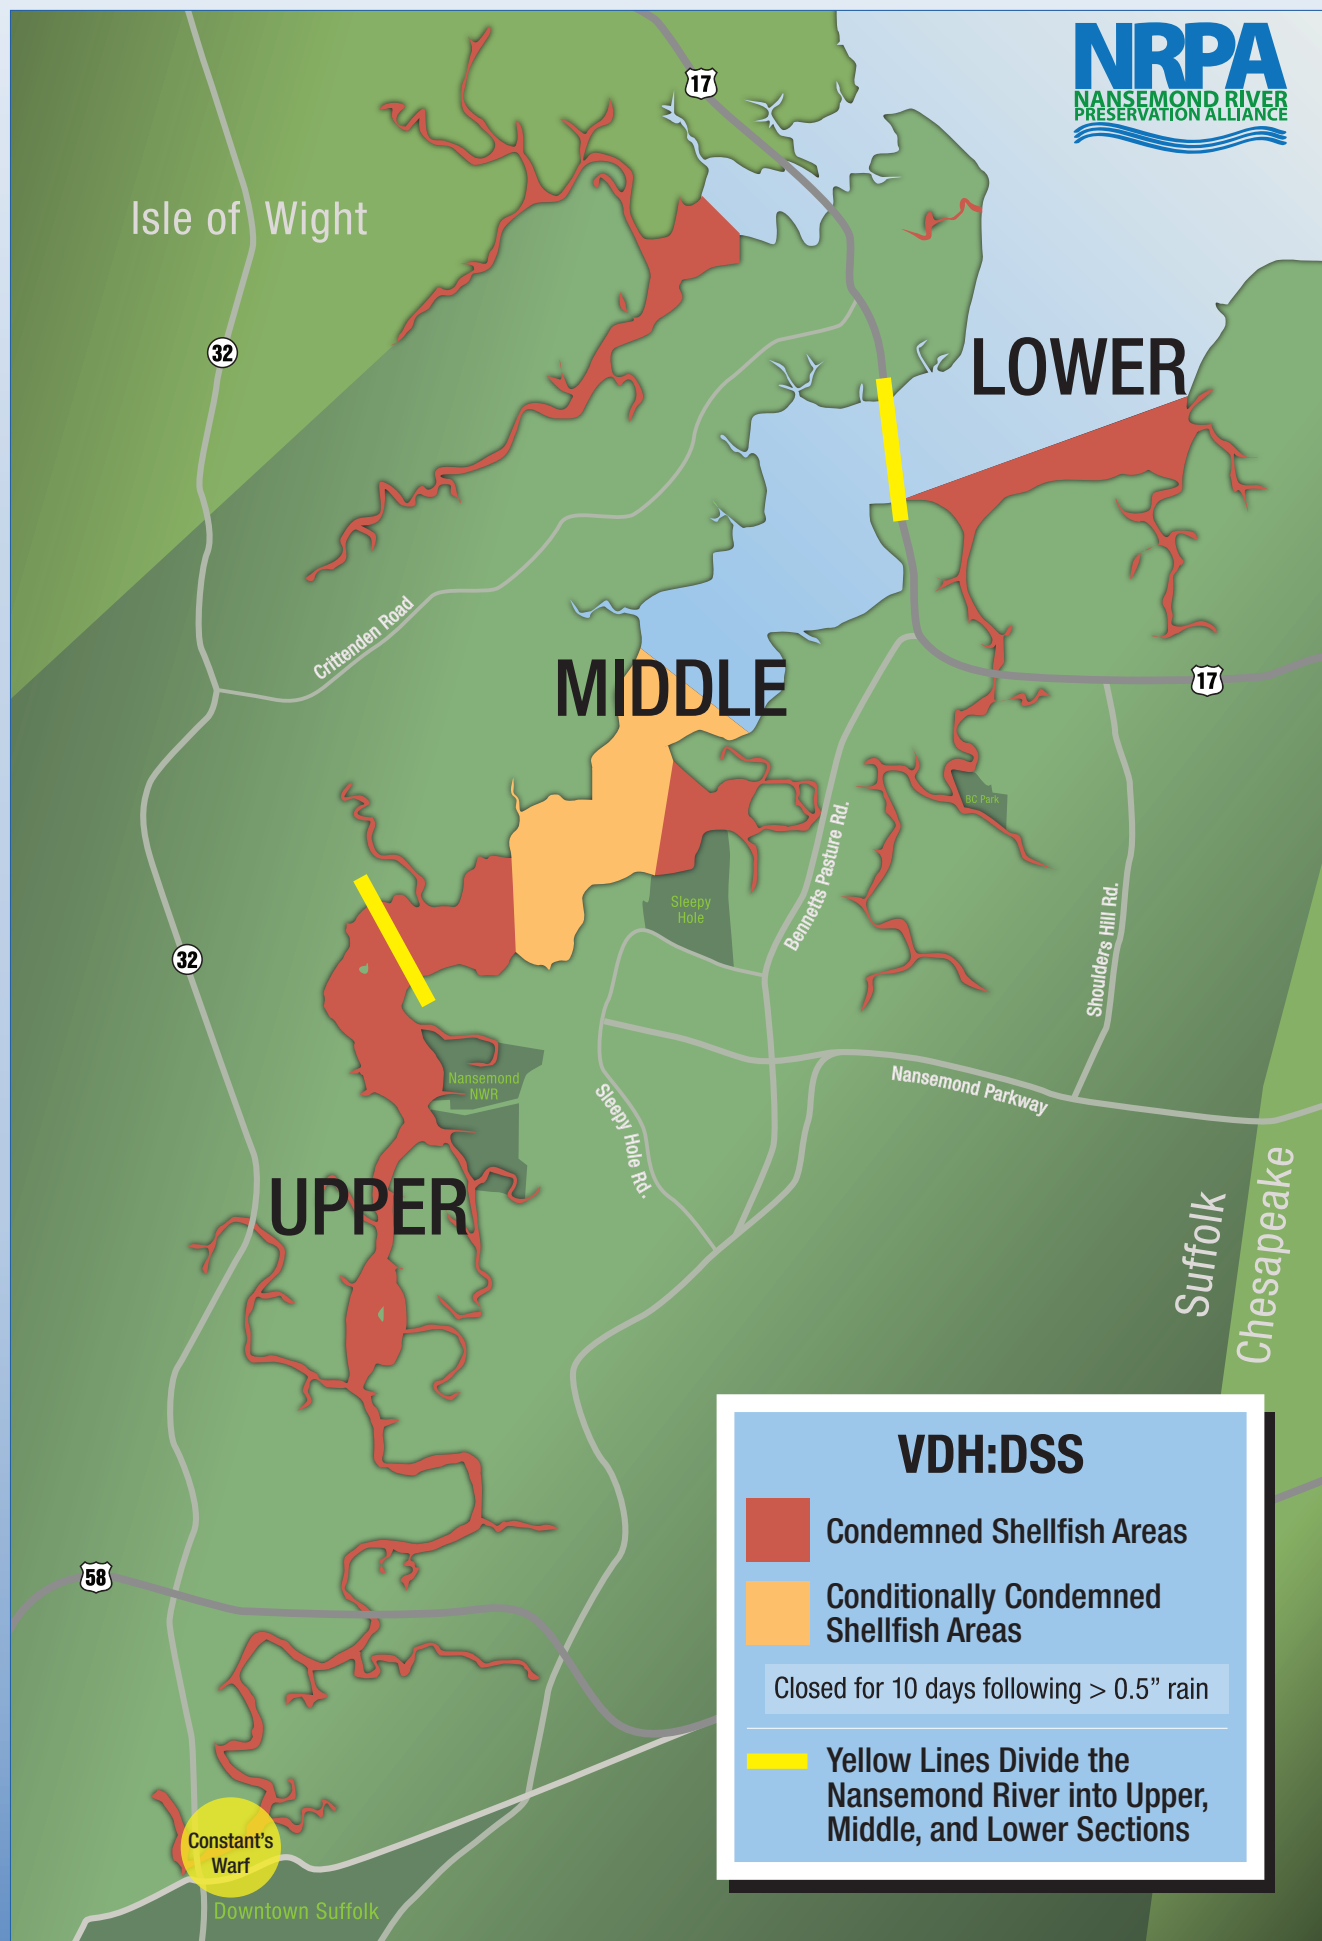 NRPA
NANSEMOND RIVER
PRESERVATION ALLIANCE
17
Isle of Wight
32
LOWER
Crittenden Road
MIDDLE
17
BC Park
Bennetts Pasture Rd.
Sleepy
Hole
Shoulders Hill Rd.
32
Nansemond
NWR
Nansemond Parkway
Sleepy Hole Rd.
UPPER
Suffolk
Chesapeake
VDH:DSS
Condemned Shellfish Areas
58
Conditionally Condemned
Shellfish Areas
Closed for 10 days following > 0.5” rain
Yellow Lines Divide the
Nansemond River into Upper,
Middle, and Lower Sections
Constant's
Warf
Downtown Suffolk